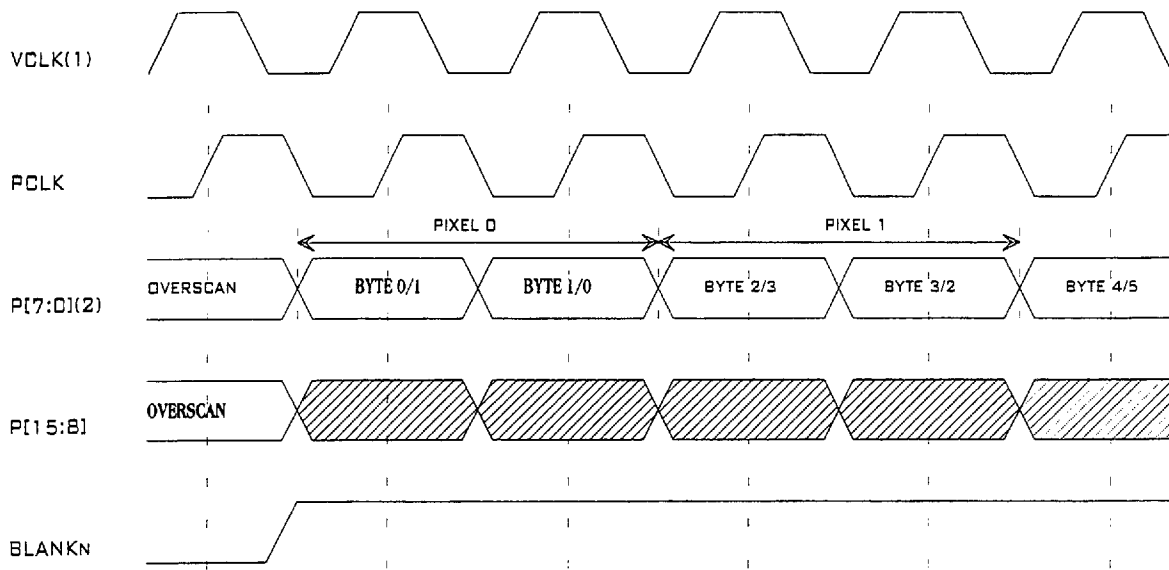 VCLK(1)
PCLK
PIXEL 0 PIXEL 1
P[7:0](2) OVERSCAN BYTE 0/1 BYTE 1/0 BYTE 2/3 BYTE 3/2 BYTE 4/5
P[15:8] OVERSCAN
BLANKN